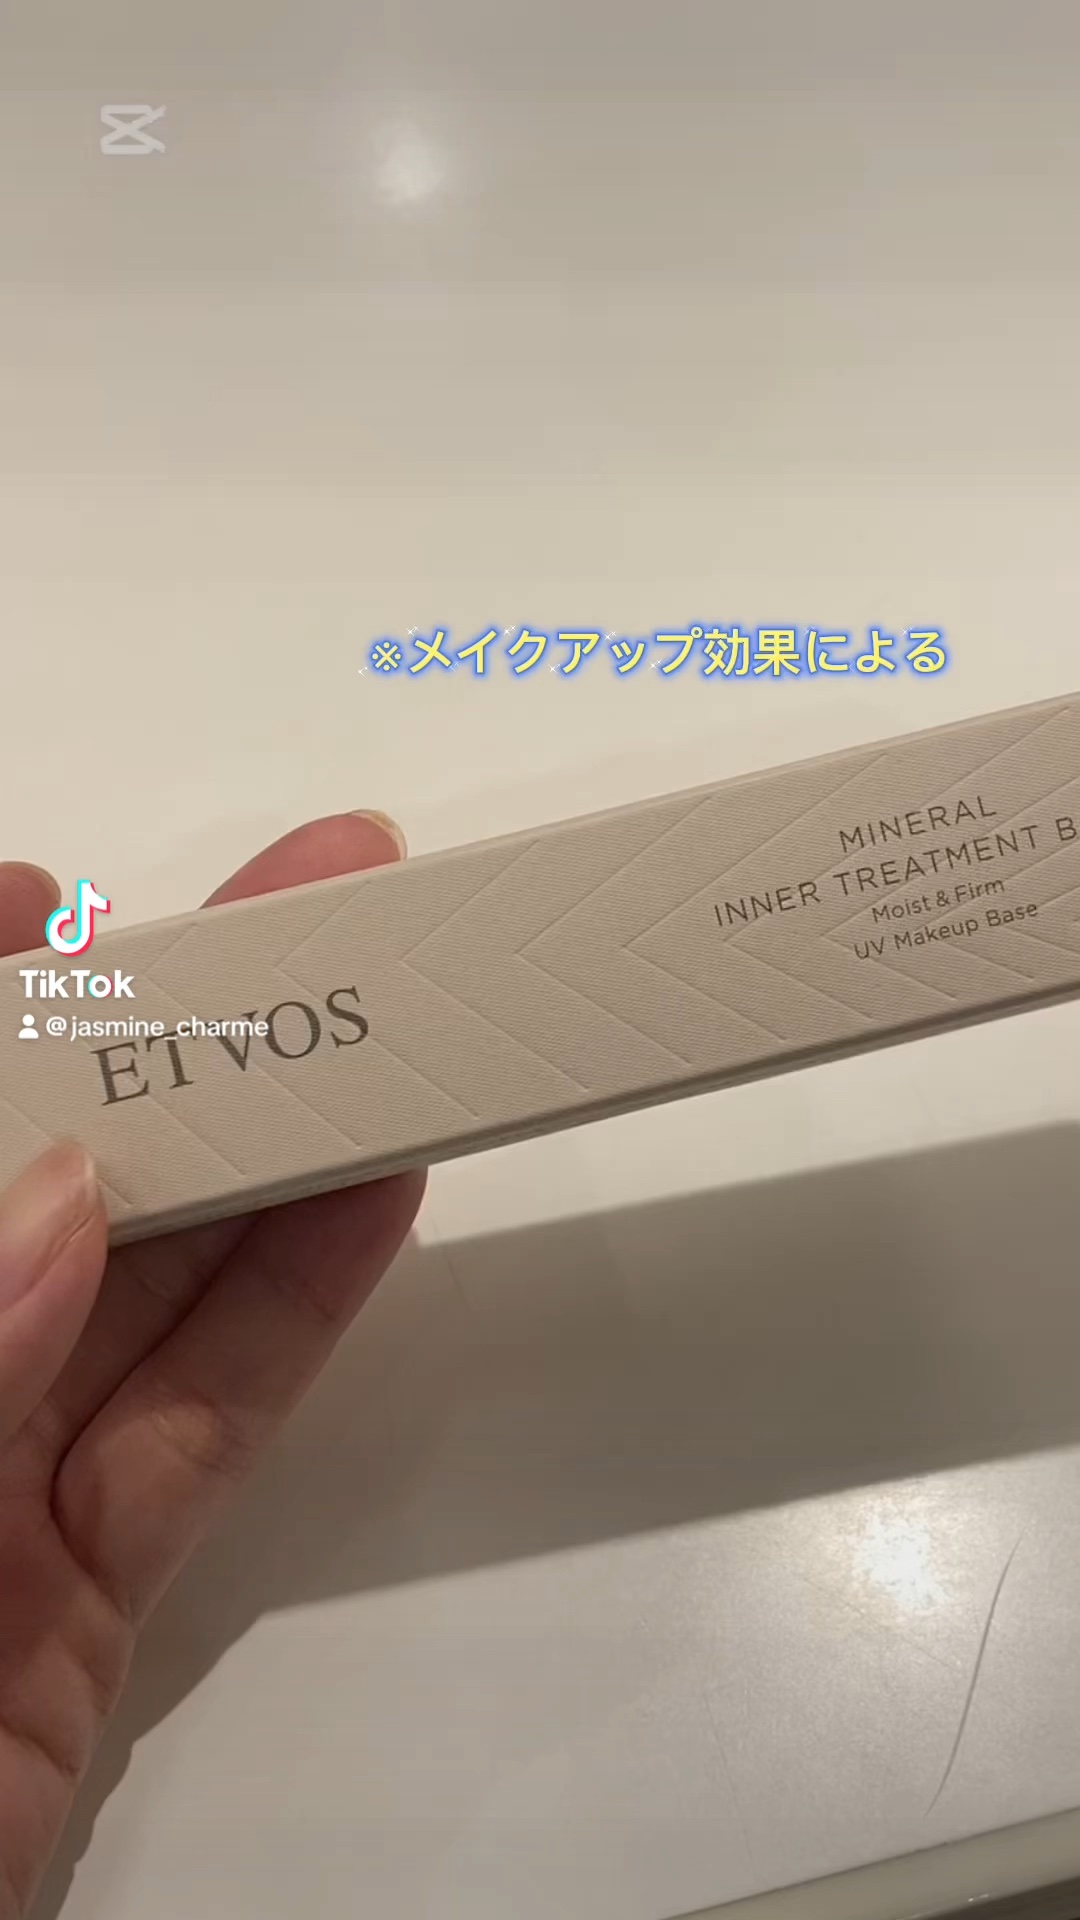 ※メイクアップ効果による
MINERAL
INNER TREATMENT B
Moist & Firm
UV Makeup Base
TikTok
@jasmine_charme
ETVOS